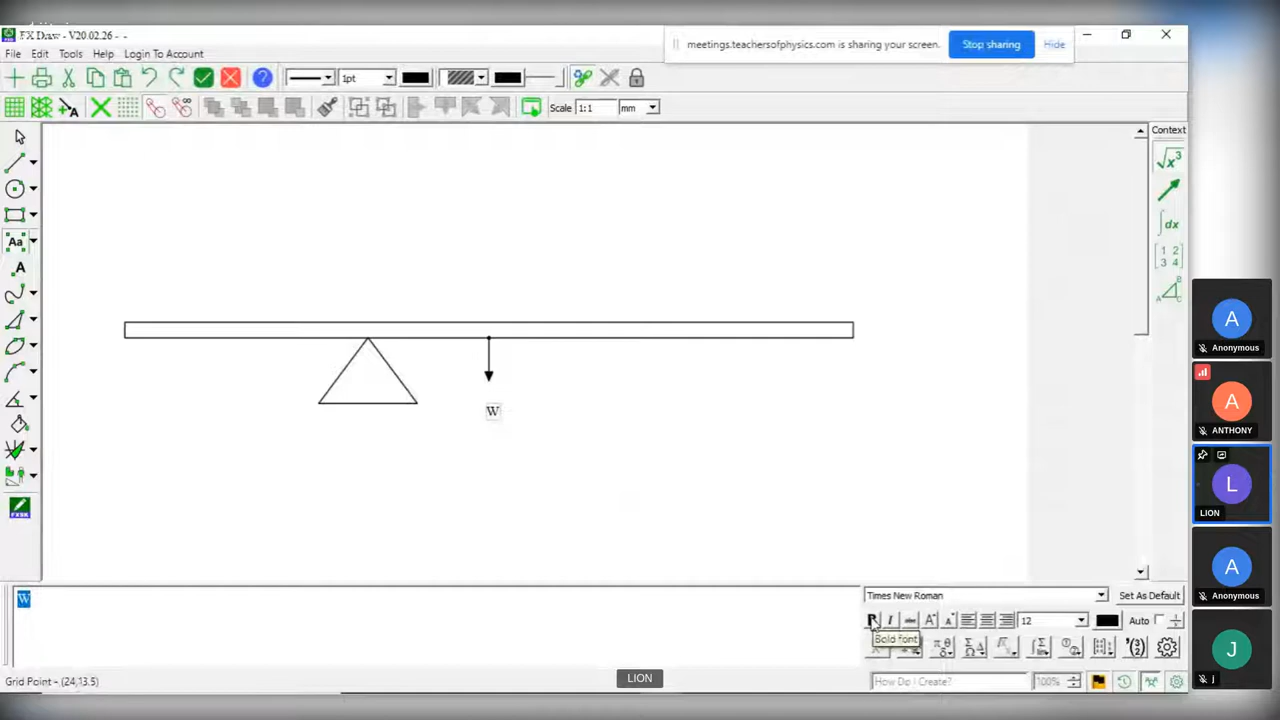 FX Draw - V20.02.26 - -
meetings.teachersofphysics.com is sharing your screen.
Stop sharing
Hide
File Edit Tools Help Login To Account
1pt
Scale 1:1 mm
Context
Aa
A
W
W
Times New Roman
Set As Default
12
Auto
Bold font
Grid Point - (24,13.5)
LION
How Do I Create?
100%
A
Anonymous
A
ANTHONY
L
LION
A
Anonymous
J
j